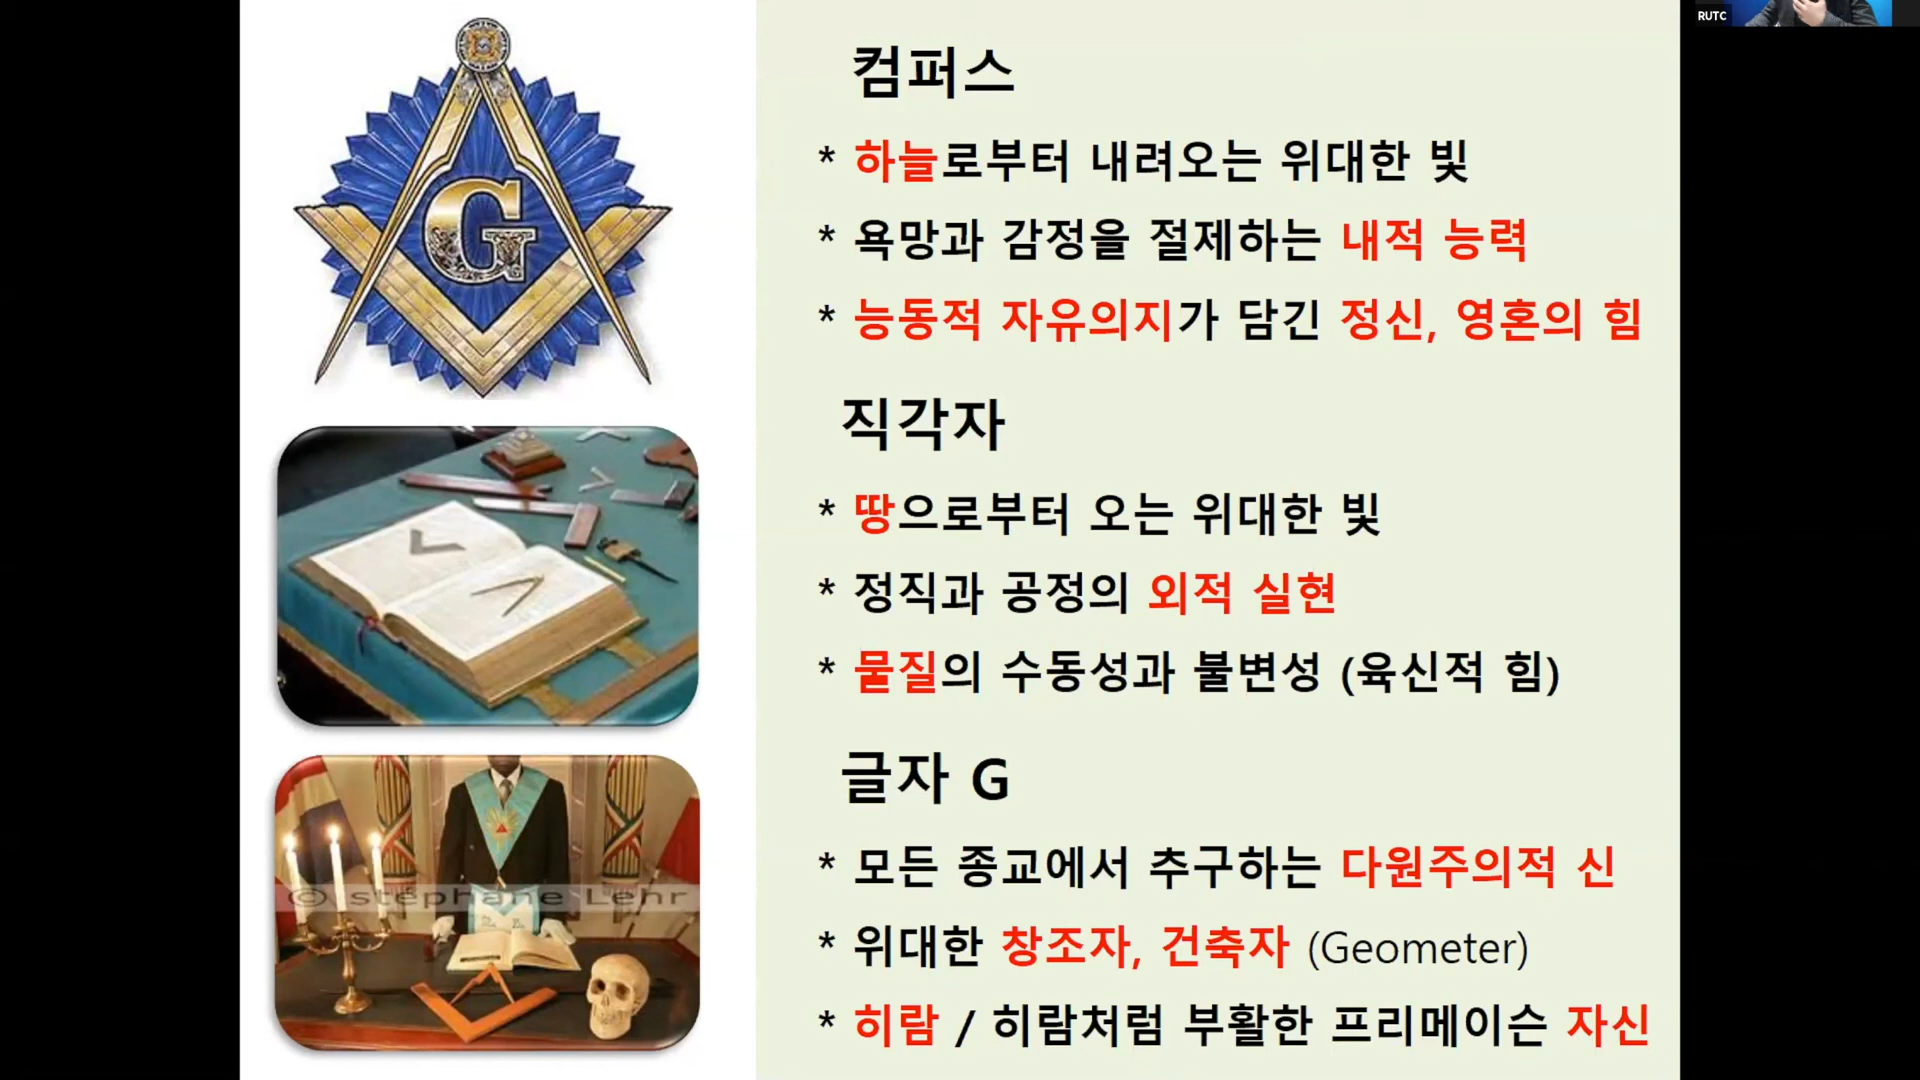 RUTC
컴퍼스
* 하늘로부터 내려오는 위대한 빛
* 욕망과 감정을 절제하는 내적 능력
* 능동적 자유의지가 담긴 정신, 영혼의 힘
G
직각자
* 땅으로부터 오는 위대한 빛
* 정직과 공정의 외적 실현
* 물질의 수동성과 불변성 (육신적 힘)
글자 G
* 모든 종교에서 추구하는 다원주의적 신
* 위대한 창조자, 건축자 (Geometer)
* 히람 / 히람처럼 부활한 프리메이슨 자신
© stéphane Lehr